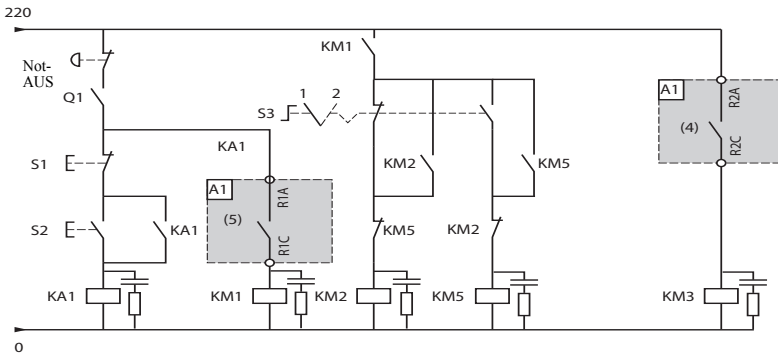 220
KM1
Not-
AUS
1 2
A1
R2A
Q1
S3
(4)
R2C
KA1
S1
KM2
KM5
A1
R1A
(5)
S2
KA1
R1C
KM5
KM2
KA1
KM1
KM2
KM5
KM3
0